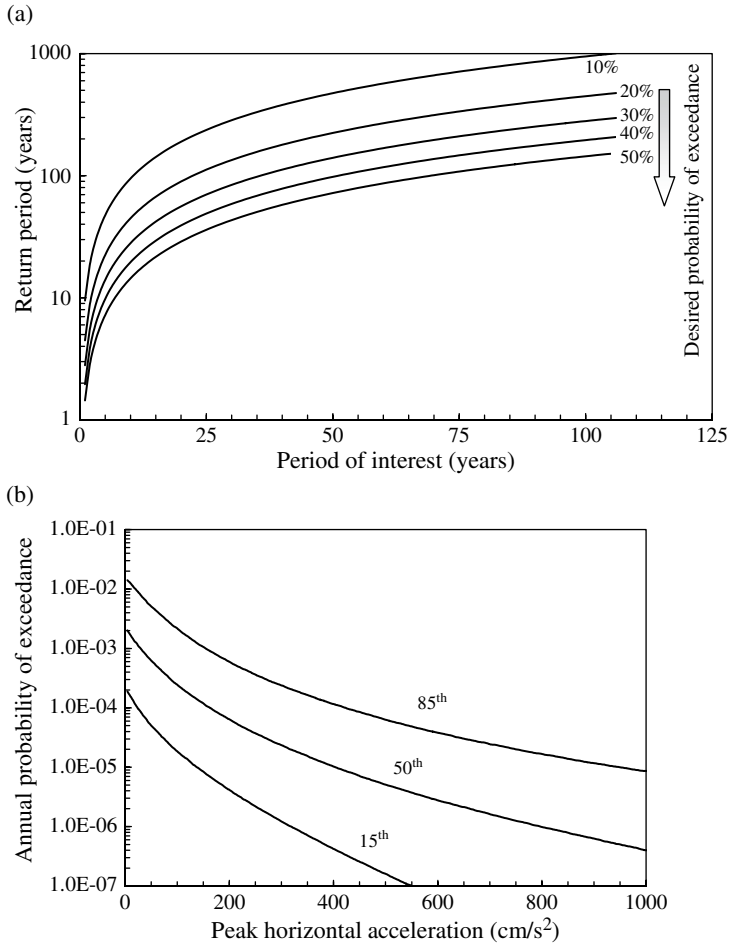 (a)
1000
100
10
1
Return period (years)
10%
20%
30%
40%
50%
Desired probability of exceedance
0
25
50
75
100
125
Period of interest (years)
(b)
1.0E-01
1.0E-02
1.0E-03
1.0E-04
1.0E-05
1.0E-06
1.0E-07
Annual probability of exceedance
85th
50th
15th
0
200
400
600
800
1000
Peak horizontal acceleration (cm/s²)